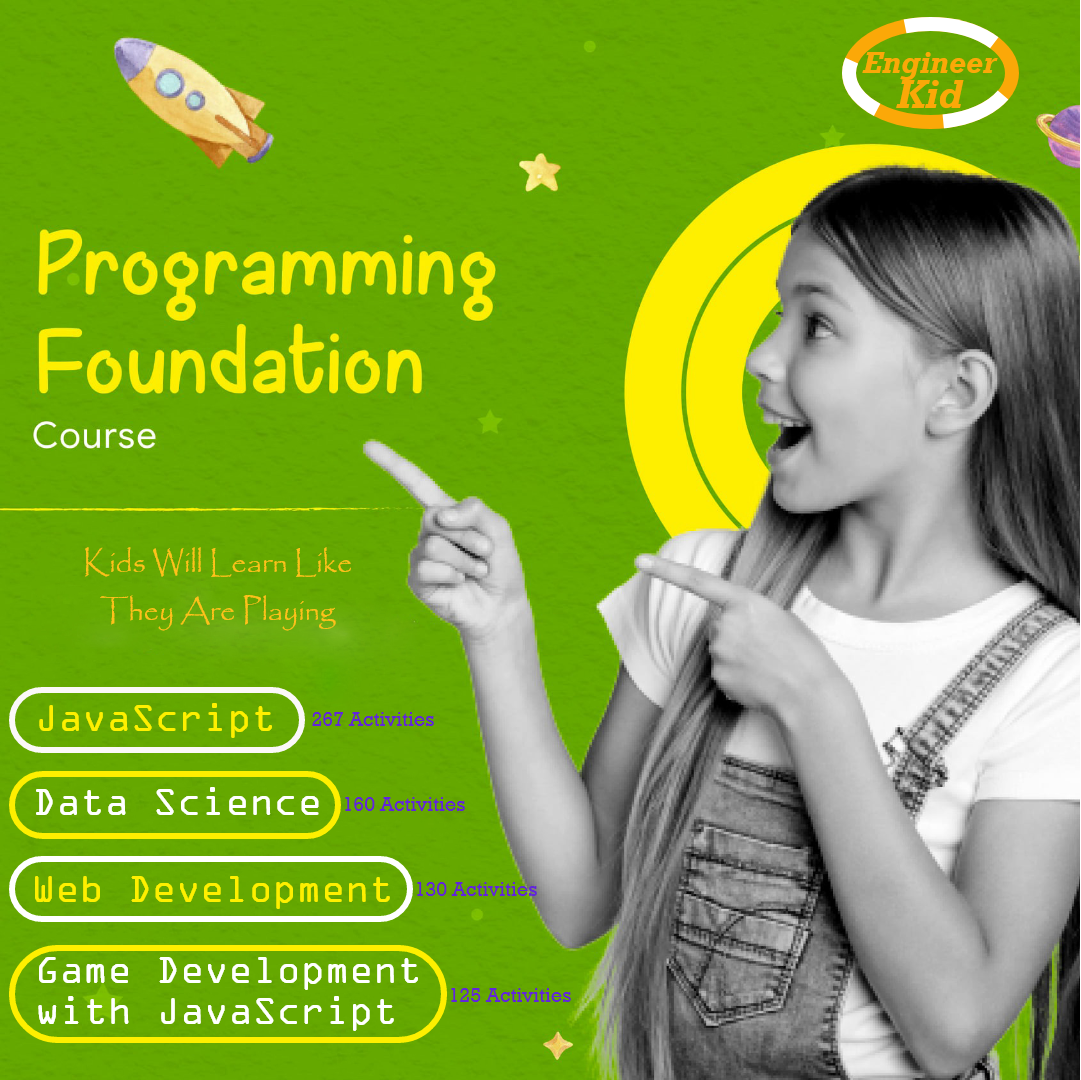 Engineer
Kid
Programming
Foundation
Course
Kids Will Learn Like
They Are Playing
JavaScript
267 Activities
Data Science
160 Activities
Web Development
130 Activities
Game Development
with JavaScript
125 Activities